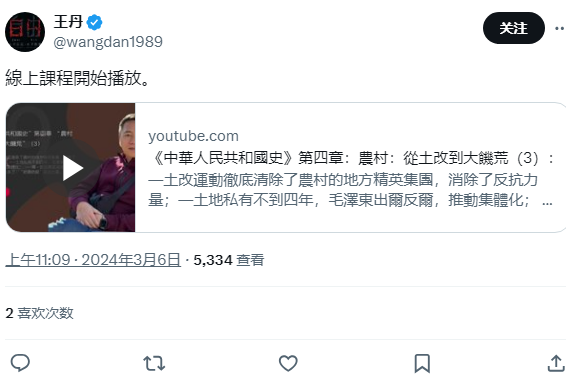 自由
王丹
@wangdan1989
关注
線上課程開始播放。
youtube.com
《中華人民共和國史》第四章：農村：從土改到大饑荒（3）：
—土改運動徹底清除了農村的地方精英集團，消除了反抗力
量；—土地私有不到四年，毛澤東出爾反爾，推動集體化； ...
上午11:09 · 2024年3月6日 · 5,334 查看
2 喜欢次数